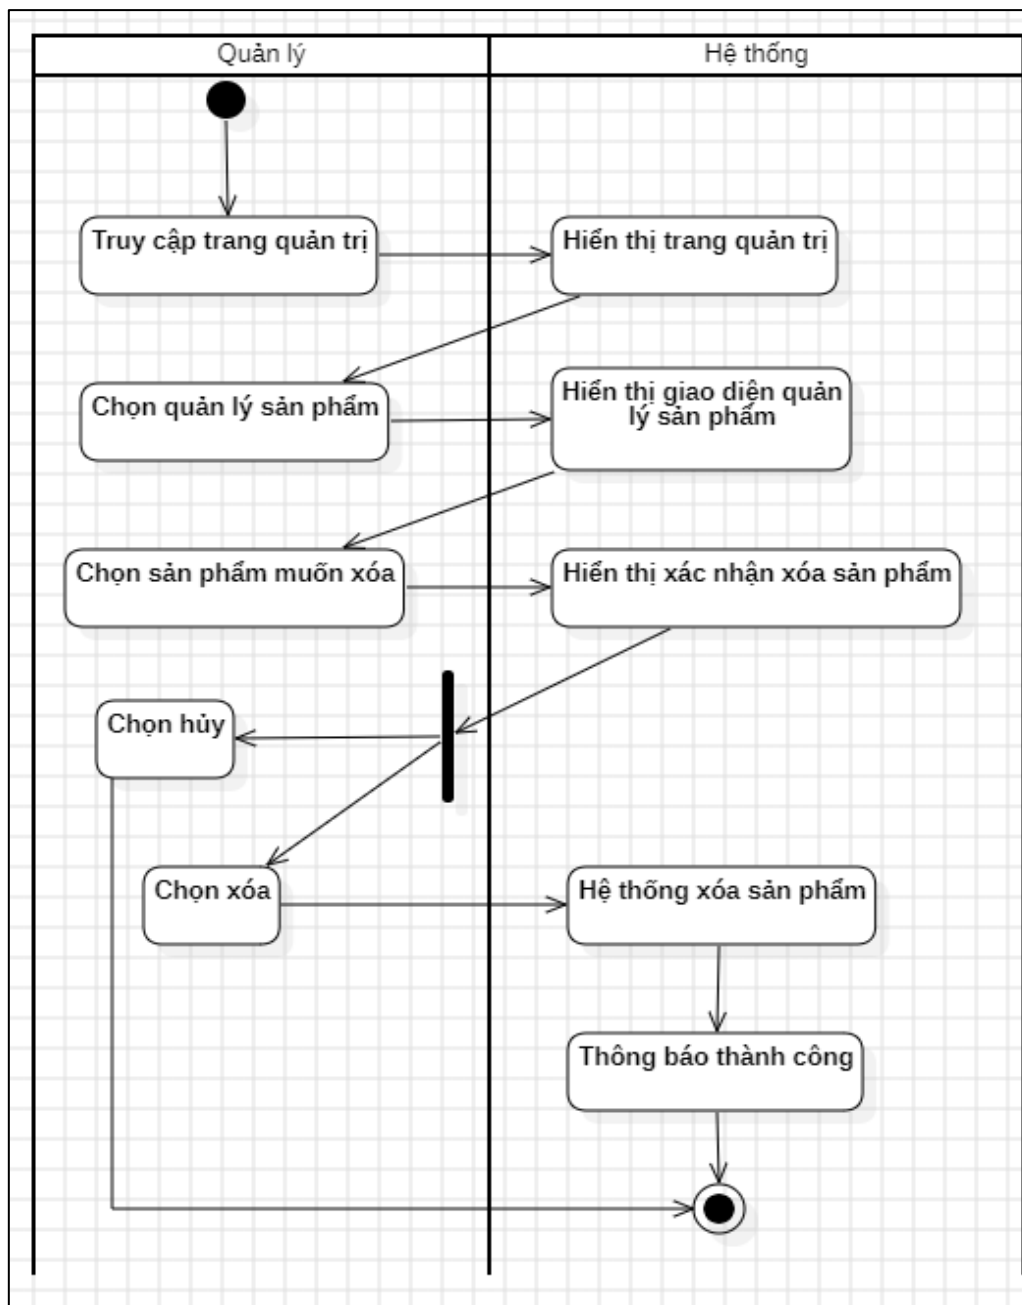 Quản lý
Hệ thống
Truy cập trang quản trị
Hiển thị trang quản trị
Chọn quản lý sản phẩm
Hiển thị giao diện quản
lý sản phẩm
Chọn sản phẩm muốn xóa
Hiển thị xác nhận xóa sản phẩm
Chọn hủy
Chọn xóa
Hệ thống xóa sản phẩm
Thông báo thành công